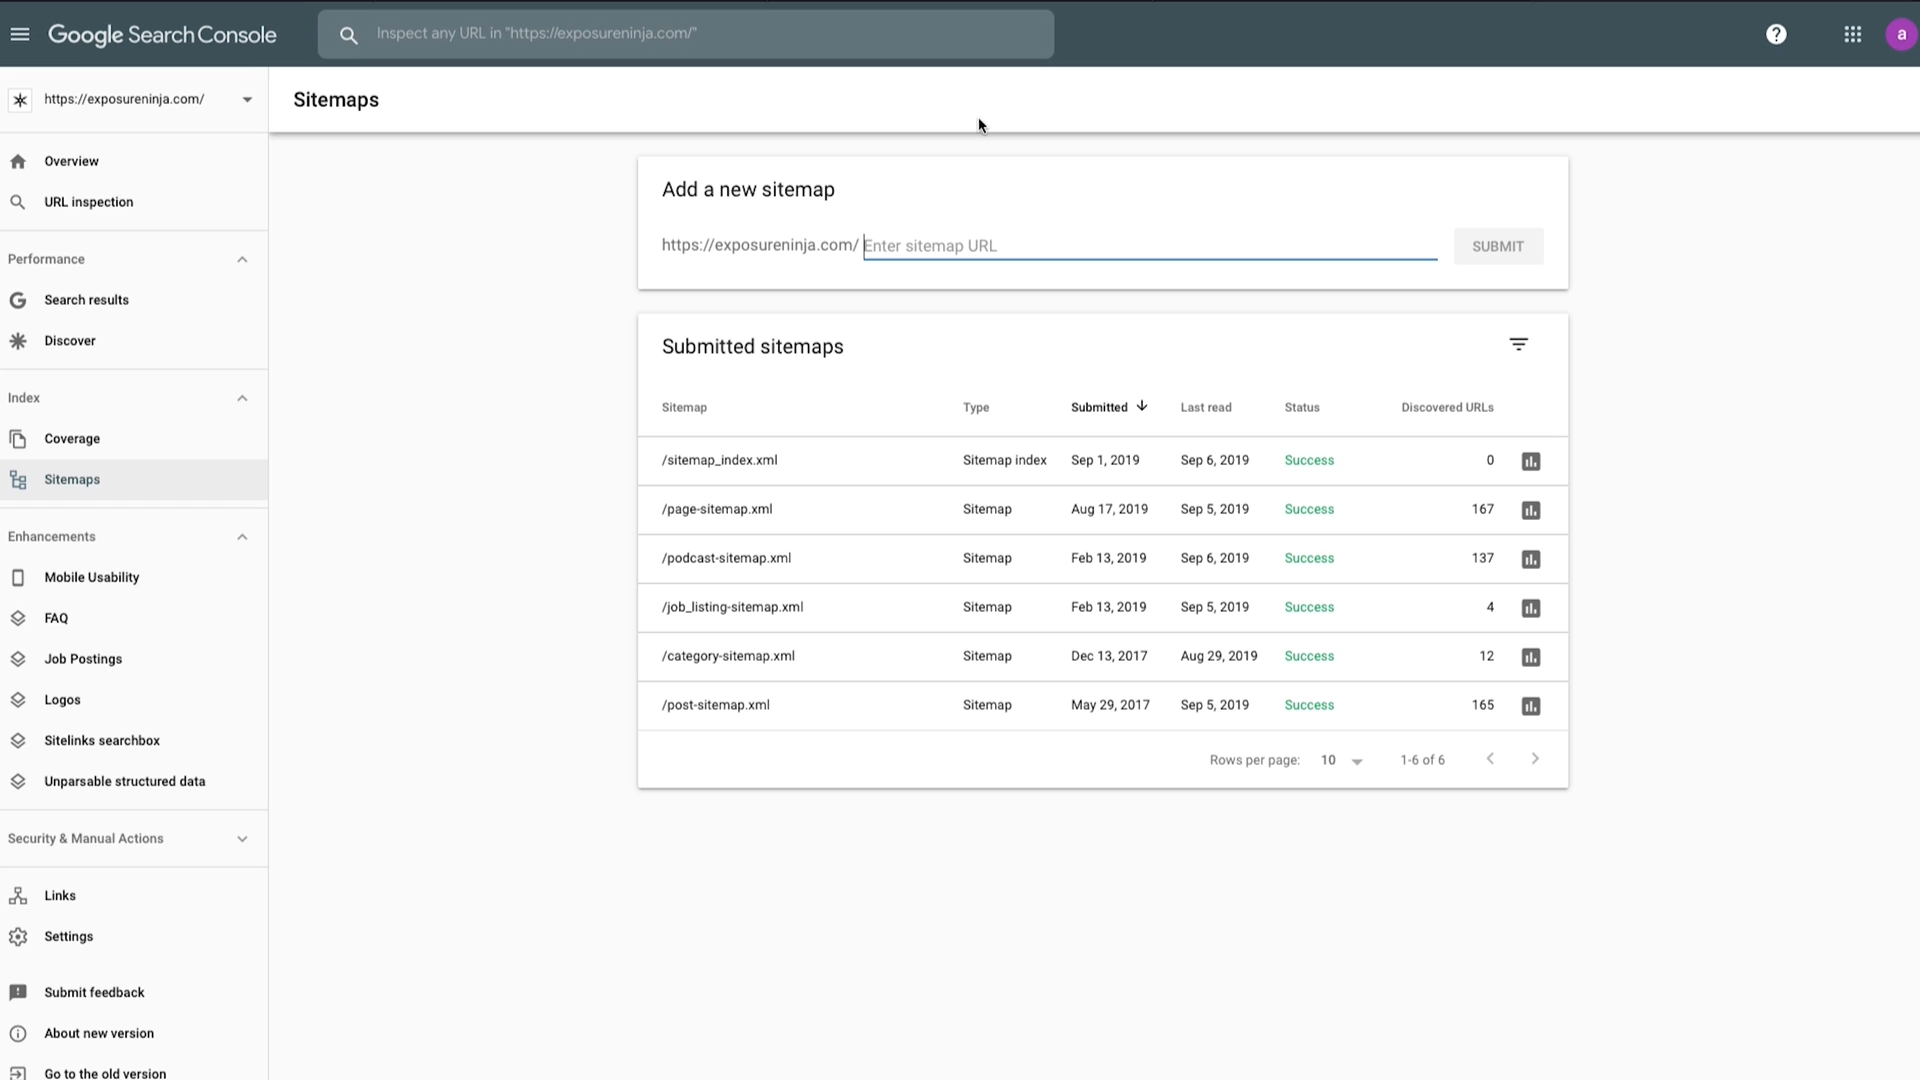 Google Search Console
Inspect any URL in "https://exposureninja.com/"
?
a
https://exposureninja.com/
Sitemaps
Overview
URL inspection
Performance
Search results
Discover
Index
Coverage
Sitemaps
Enhancements
Mobile Usability
FAQ
Job Postings
Logos
Sitelinks searchbox
Unparsable structured data
Security & Manual Actions
Links
Settings
Submit feedback
About new version
Go to the old version
Add a new sitemap
https://exposureninja.com/ Enter sitemap URL SUBMIT
Submitted sitemaps
Sitemap Type Submitted Last read Status Discovered URLs
/sitemap_index.xml Sitemap index Sep 1, 2019 Sep 6, 2019 Success 0
/page-sitemap.xml Sitemap Aug 17, 2019 Sep 5, 2019 Success 167
/podcast-sitemap.xml Sitemap Feb 13, 2019 Sep 6, 2019 Success 137
/job_listing-sitemap.xml Sitemap Feb 13, 2019 Sep 5, 2019 Success 4
/category-sitemap.xml Sitemap Dec 13, 2017 Aug 29, 2019 Success 12
/post-sitemap.xml Sitemap May 29, 2017 Sep 5, 2019 Success 165
Rows per page: 10 1-6 of 6